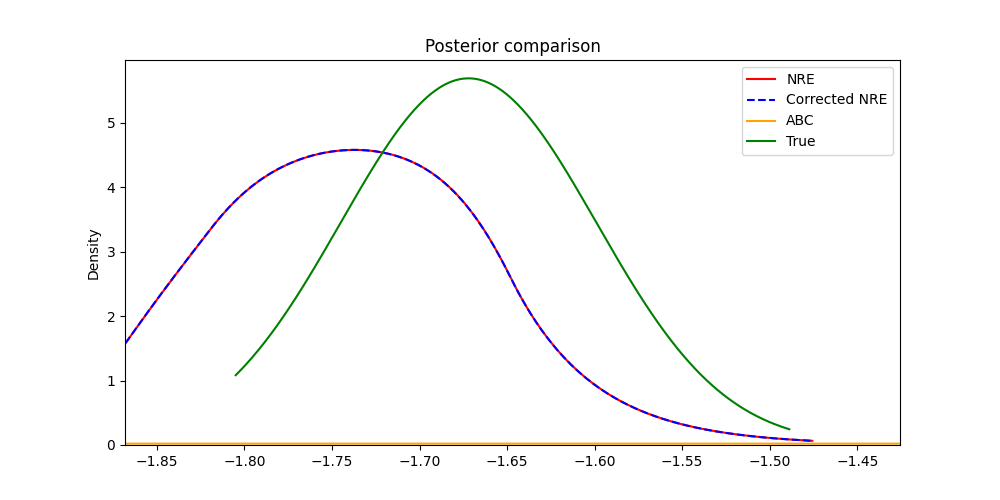 Posterior comparison
NRE
Corrected NRE
ABC
True
Density
5
4
3
2
1
0
−1.85 −1.80 −1.75 −1.70 −1.65 −1.60 −1.55 −1.50 −1.45